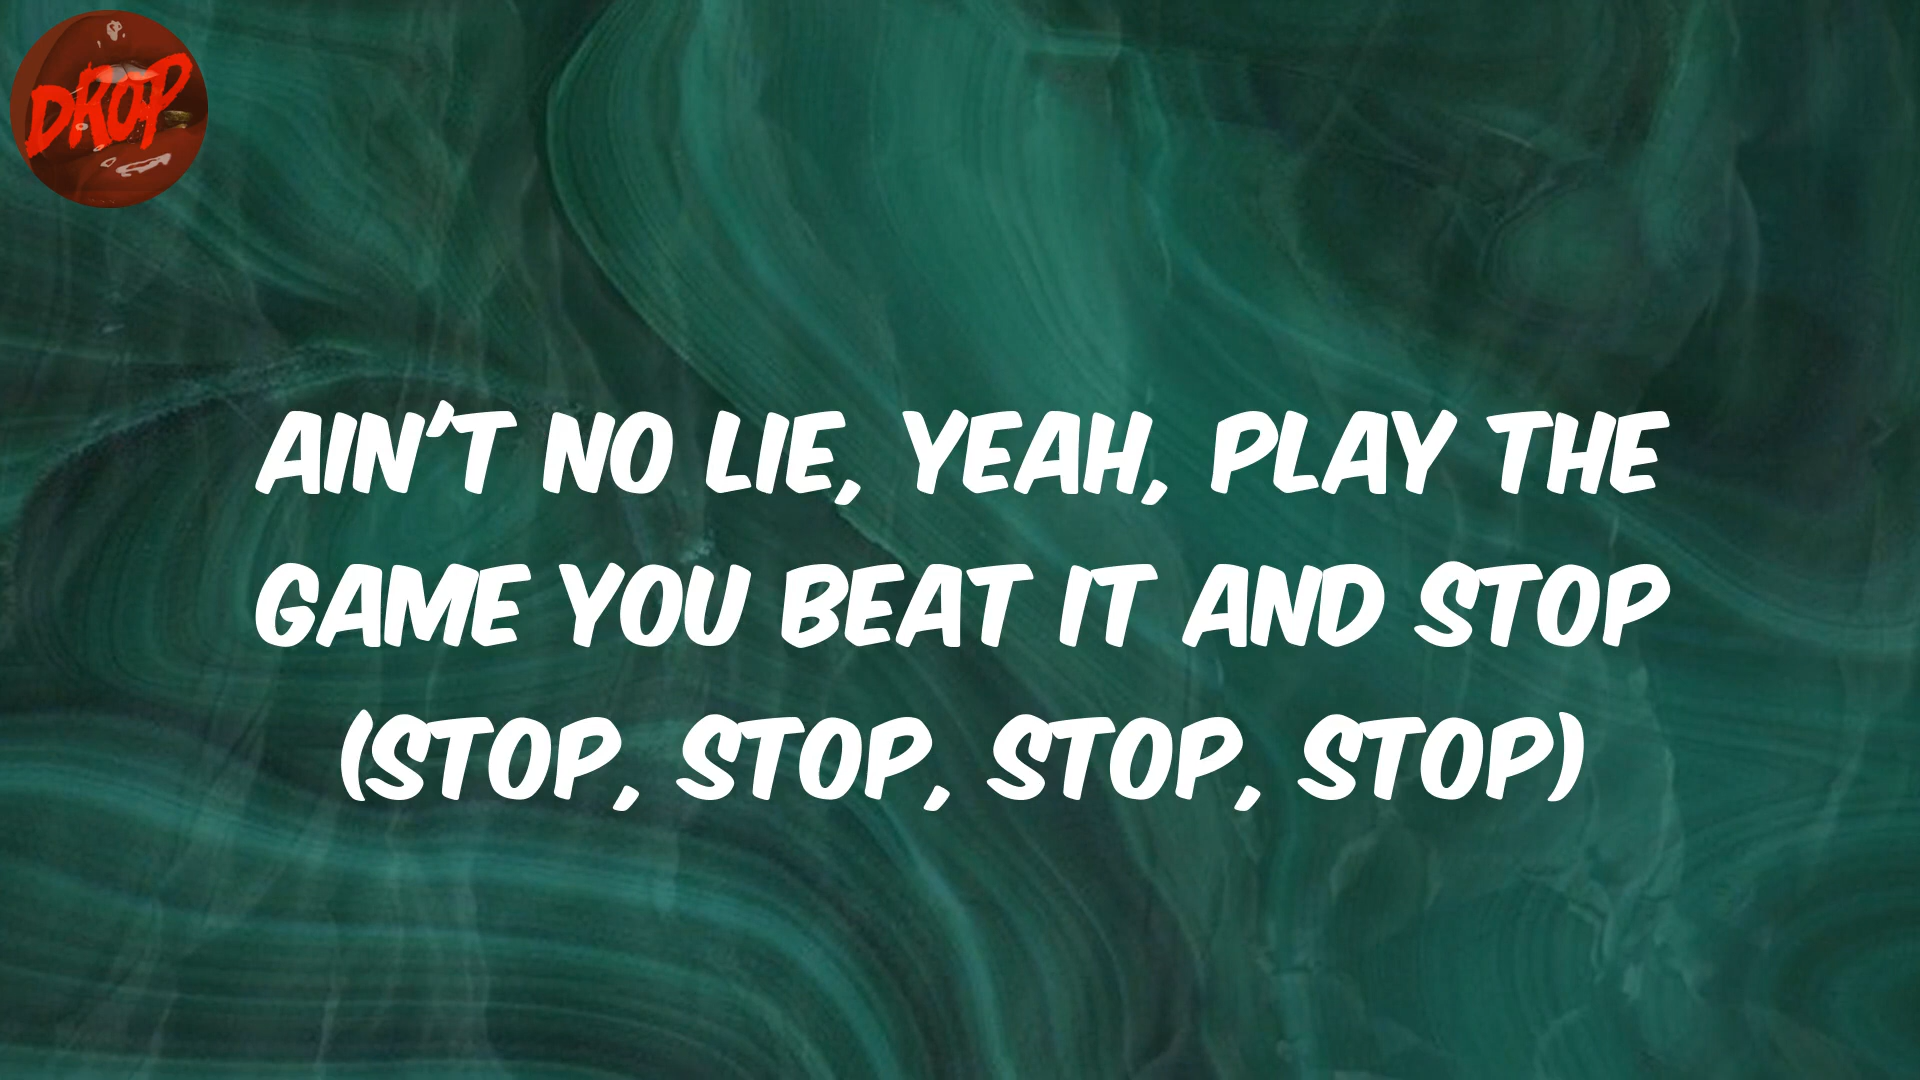 DROP
AIN'T NO LIE, YEAH, PLAY THE
GAME YOU BEAT IT AND STOP
(STOP, STOP, STOP, STOP)